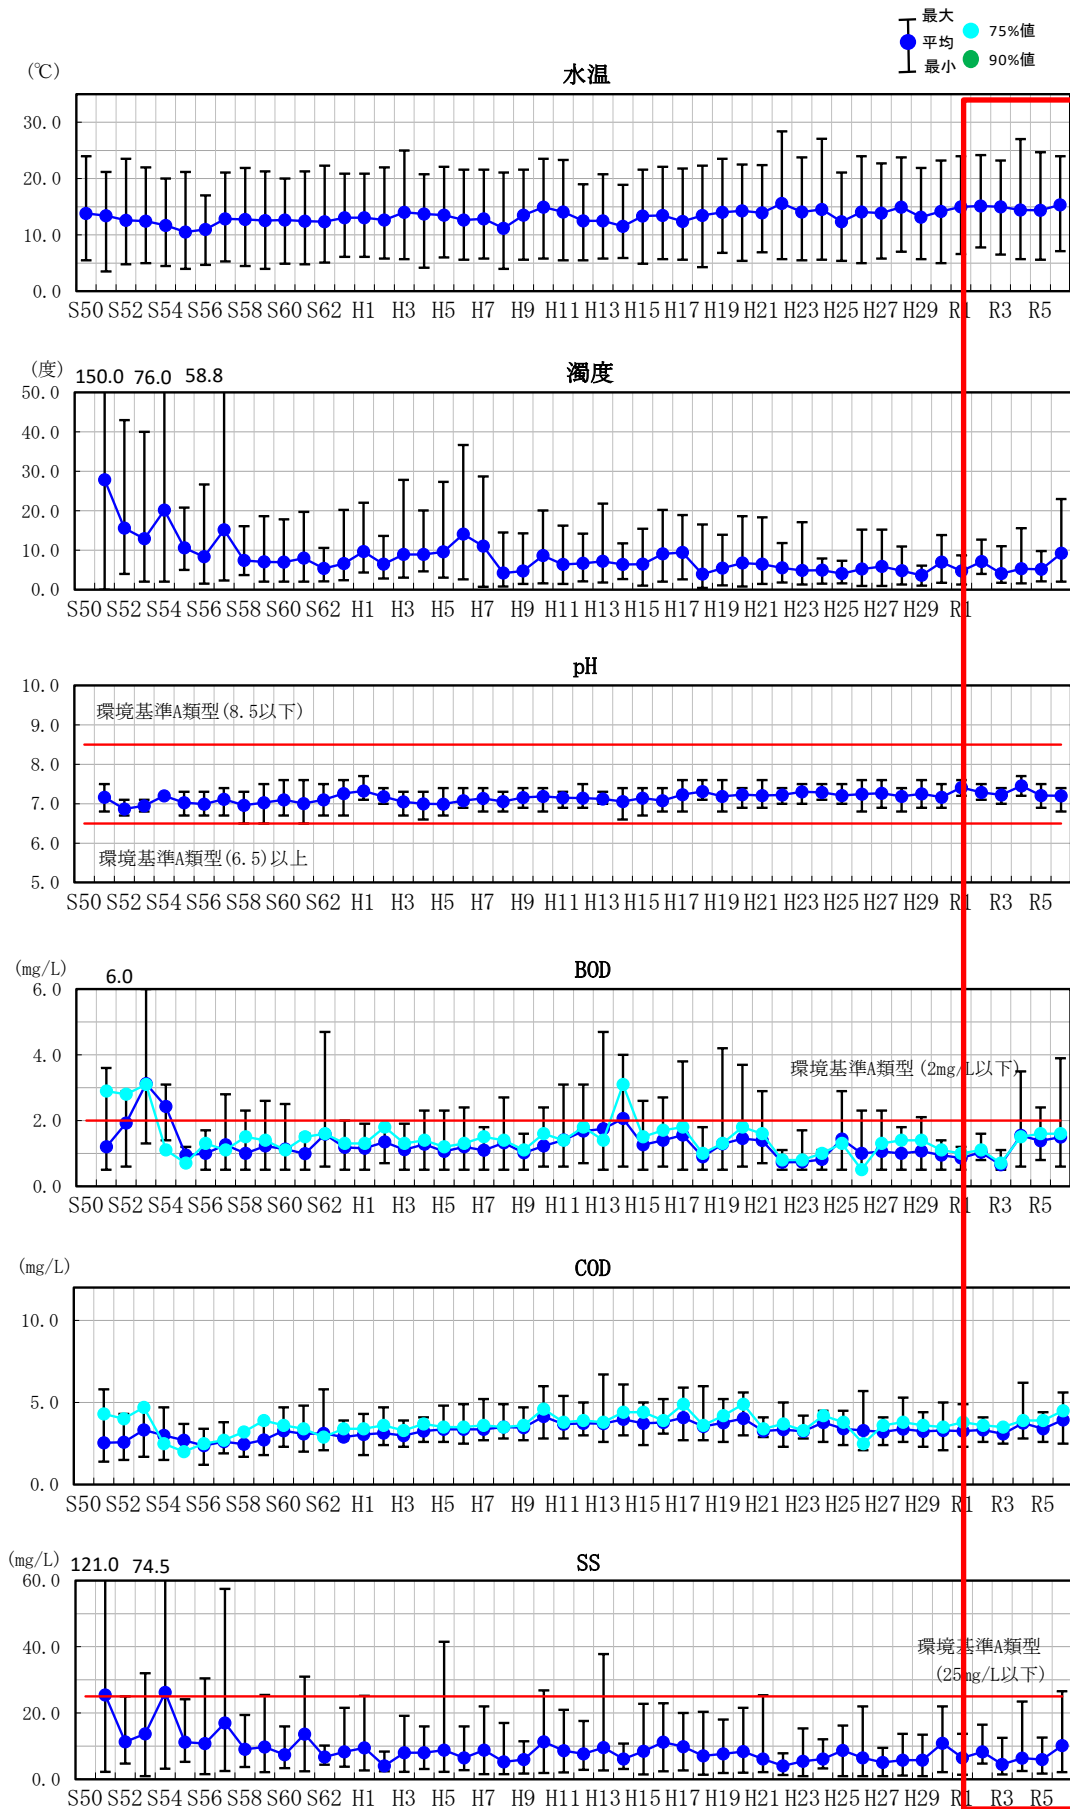 最大
平均
最小
75%値
90%値
(℃)
水温
30.0
20.0
10.0
0.0
S50 S52 S54 S56 S58 S60 S62 H1 H3 H5 H7 H9 H11 H13 H15 H17 H19 H21 H23 H25 H27 H29 R1 R3 R5
(度)
濁度
150.0 76.0 58.8
50.0
40.0
30.0
20.0
10.0
0.0
S50 S52 S54 S56 S58 S60 S62 H1 H3 H5 H7 H9 H11 H13 H15 H17 H19 H21 H23 H25 H27 H29 R1
pH
10.0
環境基準A類型(8.5以下)
9.0
8.0
7.0
6.0
環境基準A類型(6.5)以上
5.0
S50 S52 S54 S56 S58 S60 S62 H1 H3 H5 H7 H9 H11 H13 H15 H17 H19 H21 H23 H25 H27 H29 R1 R3 R5
(mg/L)
BOD
6.0
6.0
環境基準A類型(2mg/L以下)
4.0
2.0
0.0
S50 S52 S54 S56 S58 S60 S62 H1 H3 H5 H7 H9 H11 H13 H15 H17 H19 H21 H23 H25 H27 H29 R1 R3 R5
(mg/L)
COD
10.0
5.0
0.0
S50 S52 S54 S56 S58 S60 S62 H1 H3 H5 H7 H9 H11 H13 H15 H17 H19 H21 H23 H25 H27 H29 R1 R3 R5
(mg/L)
SS
121.0 74.5
60.0
環境基準A類型
(25mg/L以下)
40.0
20.0
0.0
S50 S52 S54 S56 S58 S60 S62 H1 H3 H5 H7 H9 H11 H13 H15 H17 H19 H21 H23 H25 H27 H29 R1 R3 R5